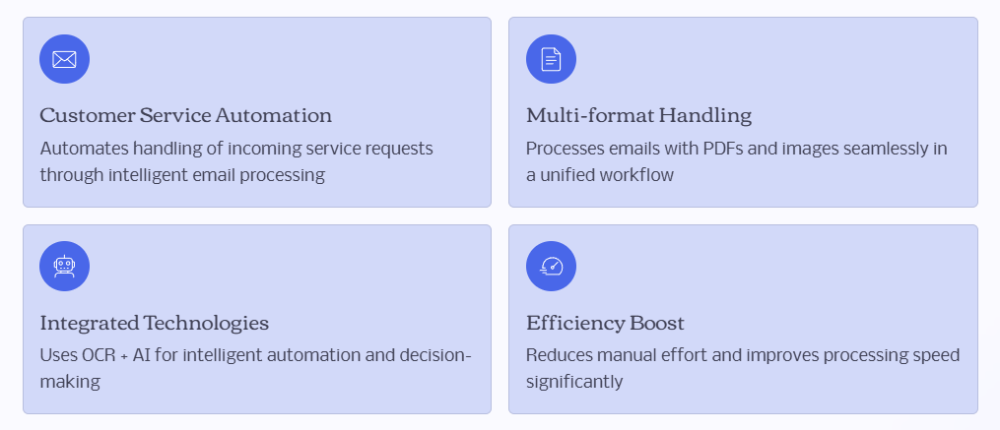 Customer Service Automation
Automates handling of incoming service requests
through intelligent email processing
Multi-format Handling
Processes emails with PDFs and images seamlessly in
a unified workflow
Integrated Technologies
Uses OCR + AI for intelligent automation and decision-
making
Efficiency Boost
Reduces manual effort and improves processing speed
significantly